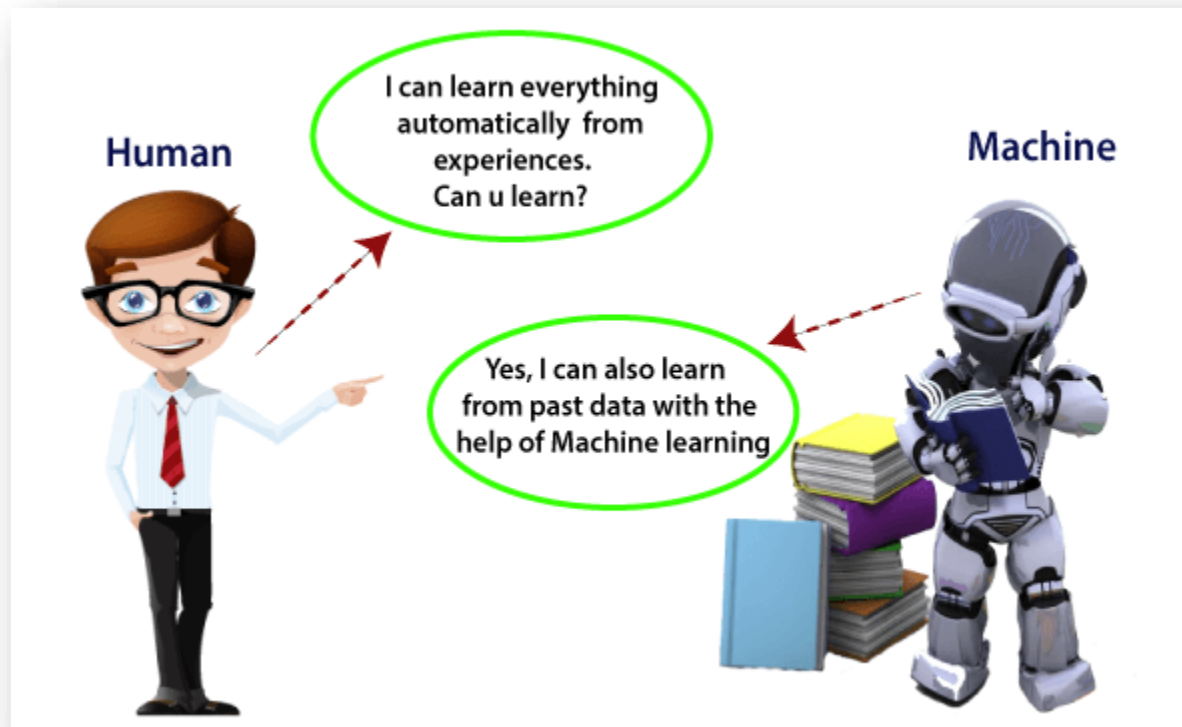 Human
I can learn everything
automatically from
experiences.
Can u learn?
Machine
Yes, I can also learn
from past data with the
help of Machine learning